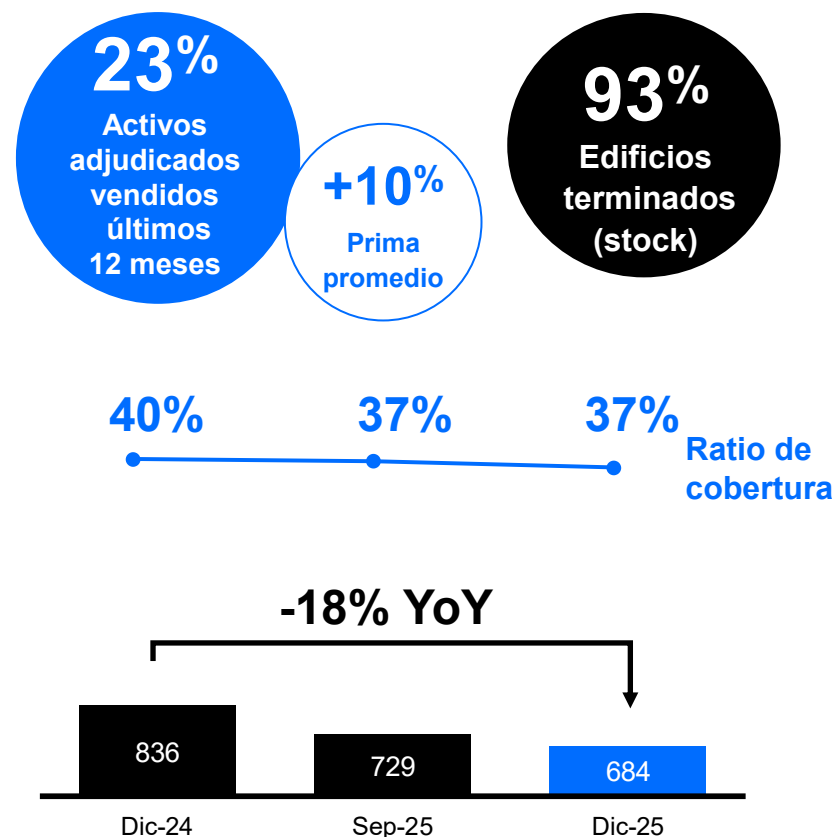 23%
Activos
adjudicados
vendidos
últimos
12 meses
+10%
Prima
promedio
93%
Edificios
terminados
(stock)
40%
37%
37%
Ratio de
cobertura
-18% YoY
836
729
684
Dic-24
Sep-25
Dic-25